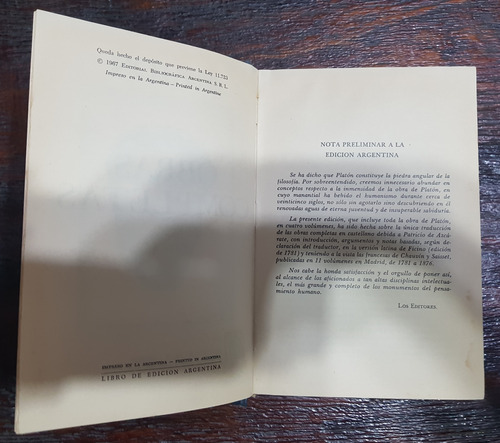 Queda hecho el depósito que previene la Ley 11.723
© 1967 EDITORIAL BIBLIOGRÁFICA ARGENTINA S. R. L.
Impreso en la Argentina — Printed in Argentine
IMPRESO EN LA ARGENTINA — PRINTED IN ARGENTINE
LIBRO DE EDICION ARGENTINA
NOTA PRELIMINAR A LA
EDICION ARGENTINA
Se ha dicho que Platón constituye la piedra angular de la
filosofía. Por sobreentendido, creemos innecesario abundar en
conceptos respecto a la inmensidad de la obra de Platón, en
cuyo manantial ha bebido el humanismo durante cerca de
veinticinco siglos, no sólo sin agotarlo sino descubriendo en él
renovadas aguas de eterna juventud y de insuperable sabiduría.
La presente edición, que incluye toda la obra de Platón,
en cuatro volúmenes, ha sido hecha sobre la única traducción
de las obras completas en castellano debida a Patricio de Azcá-
rate, con introducción, argumentos y notas basadas, según de-
claración del traductor, en la versión latina de Ficino (edición
de 1781) y teniendo a la vista las francesas de Chauvin y Saisset,
publicadas en 11 volúmenes en Madrid, de 1781 a 1876.
Nos cabe la honda satisfacción y el orgullo de poner así,
al alcance de los aficionados a tan altas disciplinas intelectua-
les, el más grande y completo de los monumentos del pensa-
miento humano.
LOS EDITORES.